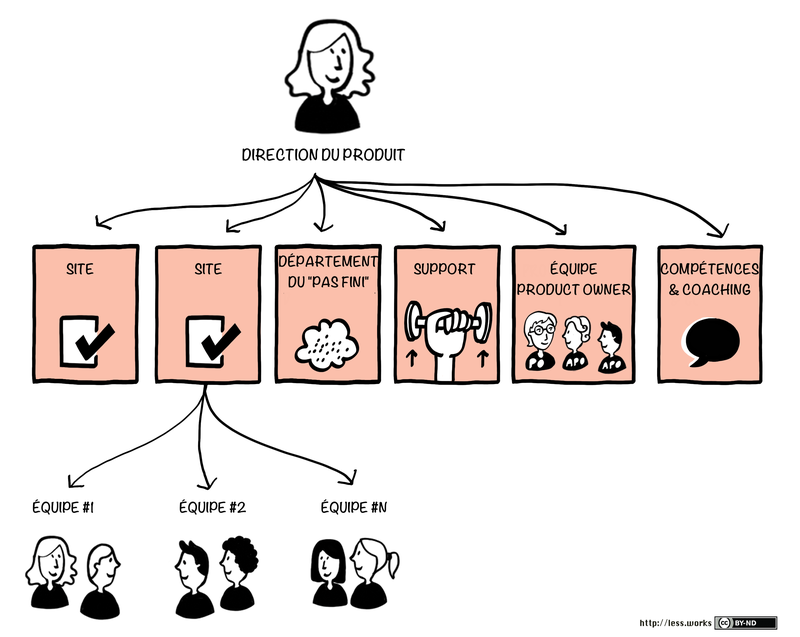 DIRECTION DU PRODUIT
SITE
SITE
DÉPARTEMENT
DU "PAS FINI"
SUPPORT
ÉQUIPE
PRODUCT OWNER
PO
APO
APO
COMPÉTENCES
& COACHING
ÉQUIPE #1
ÉQUIPE #2
ÉQUIPE #N
http://less.works
cc BY-ND